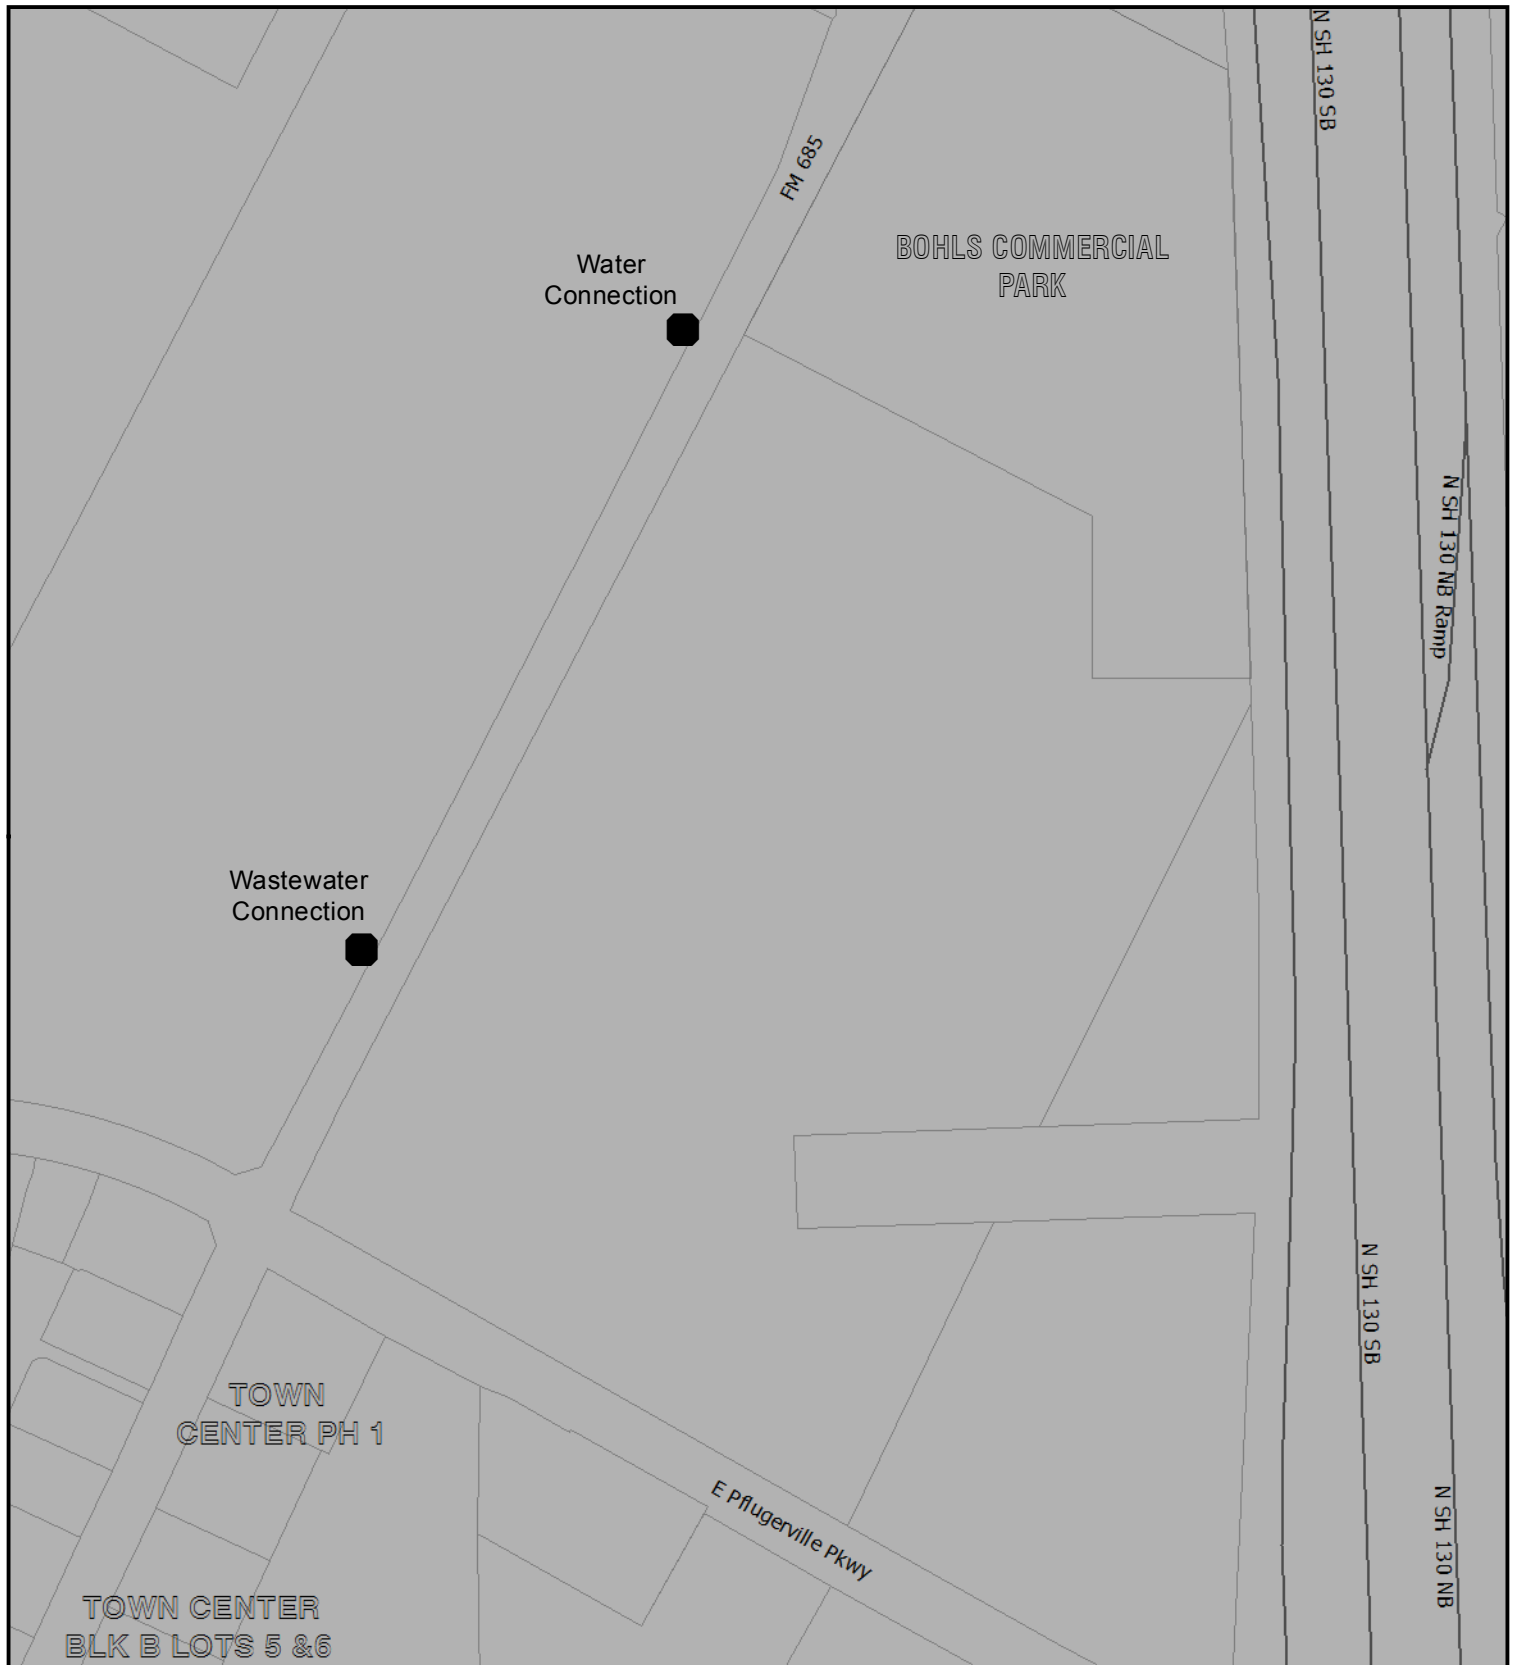 N SH 130 SB
FM 685
BOHLS COMMERCIAL
PARK
Water
Connection
N SH 130 NB Ramp
Wastewater
Connection
N SH 130 SB
TOWN
CENTER PH 1
E Pflugerville Pkwy
N SH 130 NB
TOWN CENTER
BLK B LOTS 5 &6